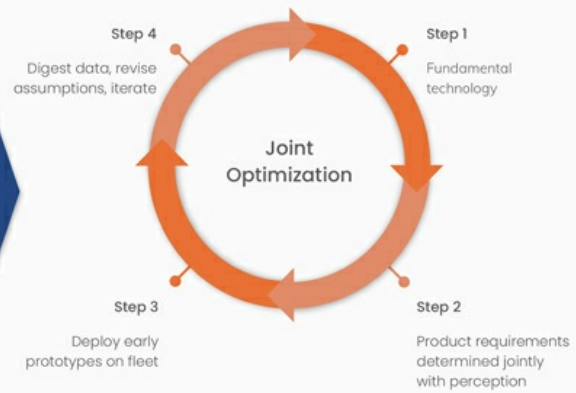 Joint
Optimization
Step 1
Fundamental
technology
Step 2
Product requirements
determined jointly
with perception
Step 3
Deploy early
prototypes on fleet
Step 4
Digest data, revise
assumptions, iterate